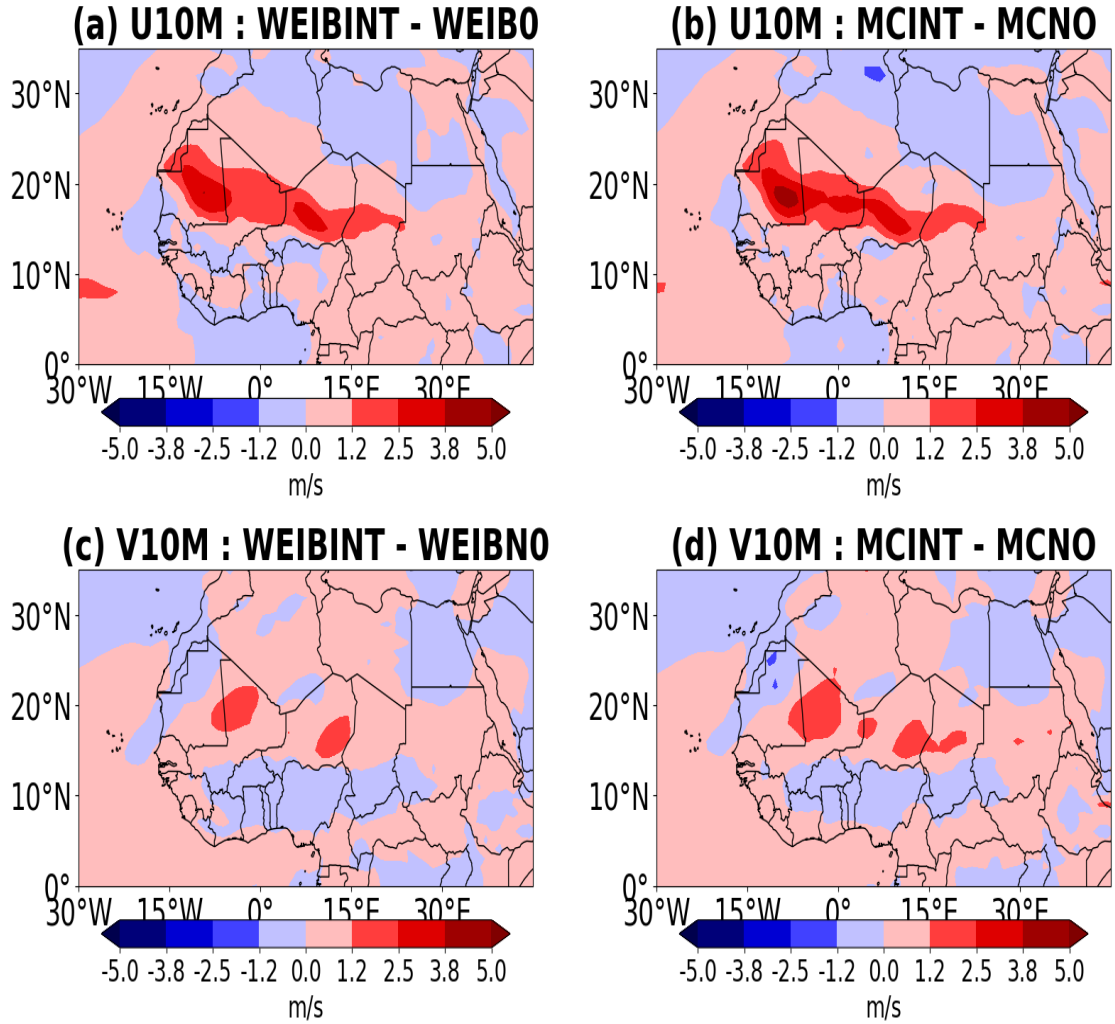 (a) U10M : WEIBINT - WEIB0
(b) U10M : MCINT - MCNO
30°N
20°N
10°N
0°
30°W 15°W 0° 15°E 30°E
-5.0 -3.8 -2.5 -1.2 0.0 1.2 2.5 3.8 5.0
m/s
30°N
20°N
10°N
0°
30°W 15°W 0° 15°E 30°E
-5.0 -3.8 -2.5 -1.2 0.0 1.2 2.5 3.8 5.0
m/s
(c) V10M : WEIBINT - WEIBN0
(d) V10M : MCINT - MCNO
30°N
20°N
10°N
0°
30°W 15°W 0° 15°E 30°E
-5.0 -3.8 -2.5 -1.2 0.0 1.2 2.5 3.8 5.0
m/s
30°N
20°N
10°N
0°
30°W 15°W 0° 15°E 30°E
-5.0 -3.8 -2.5 -1.2 0.0 1.2 2.5 3.8 5.0
m/s